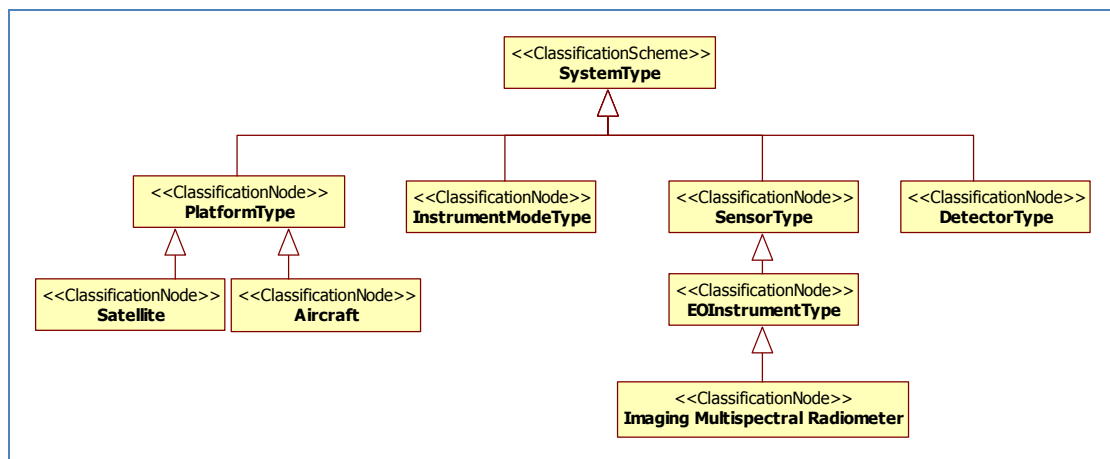 <<ClassificationScheme>>
SystemType
<<ClassificationNode>>
PlatformType
<<ClassificationNode>>
InstrumentModeType
<<ClassificationNode>>
SensorType
<<ClassificationNode>>
DetectorType
<<ClassificationNode>>
Satellite
<<ClassificationNode>>
Aircraft
<<ClassificationNode>>
EOInstrumentType
<<ClassificationNode>>
Imaging Multispectral Radiometer